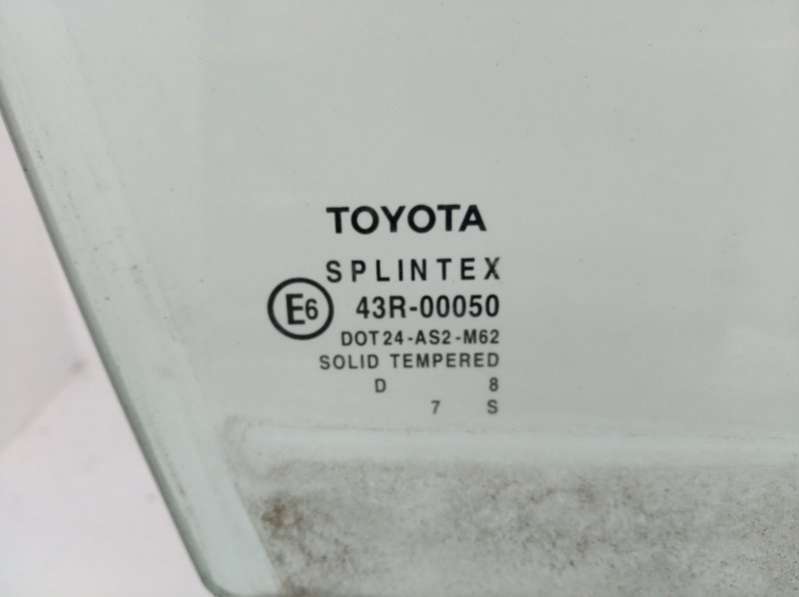 TOYOTA
SPLINTEX
E6 43R-00050
DOT24-AS2-M62
SOLID TEMPERED
D 8
7 S